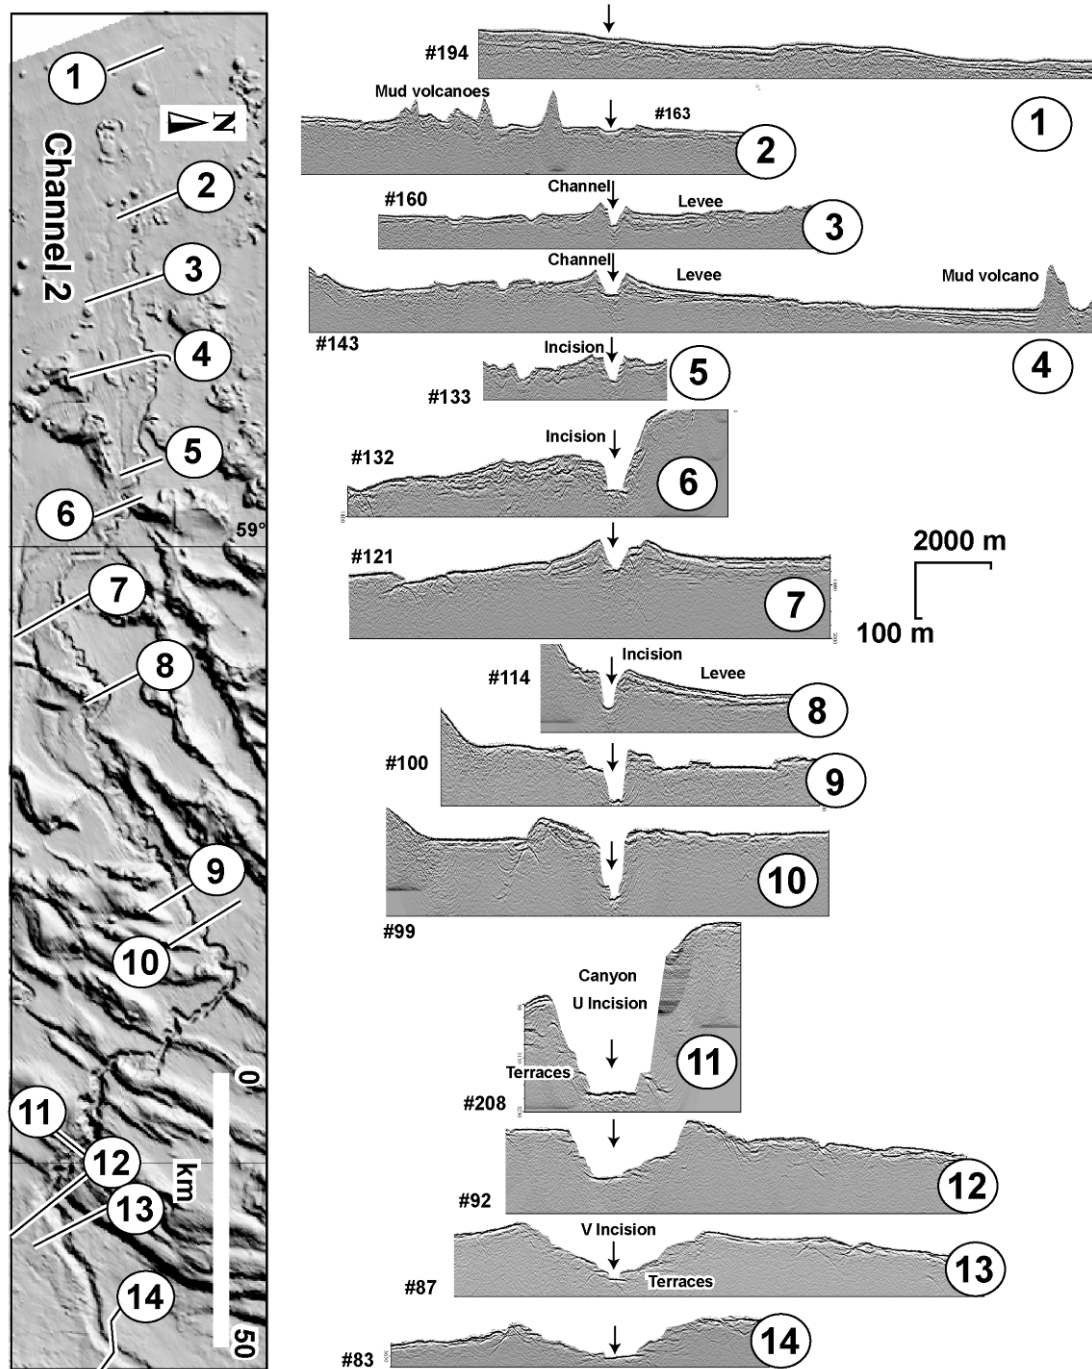 1
N
Channel 2
2
3
4
5
6
59°
7
8
9
10
0
11
12
km
13
14
50
#194
1
Mud volcanoes
#163
2
#160
Channel
Levee
3
Channel
Levee
Mud volcano
#143
4
Incision
#133
5
#132
Incision
6
#121
7
2000 m
100 m
#114
Incision
Levee
8
#100
9
10
#99
Canyon
U Incision
Terraces
11
#208
#92
12
V Incision
Terraces
#87
13
#83
14